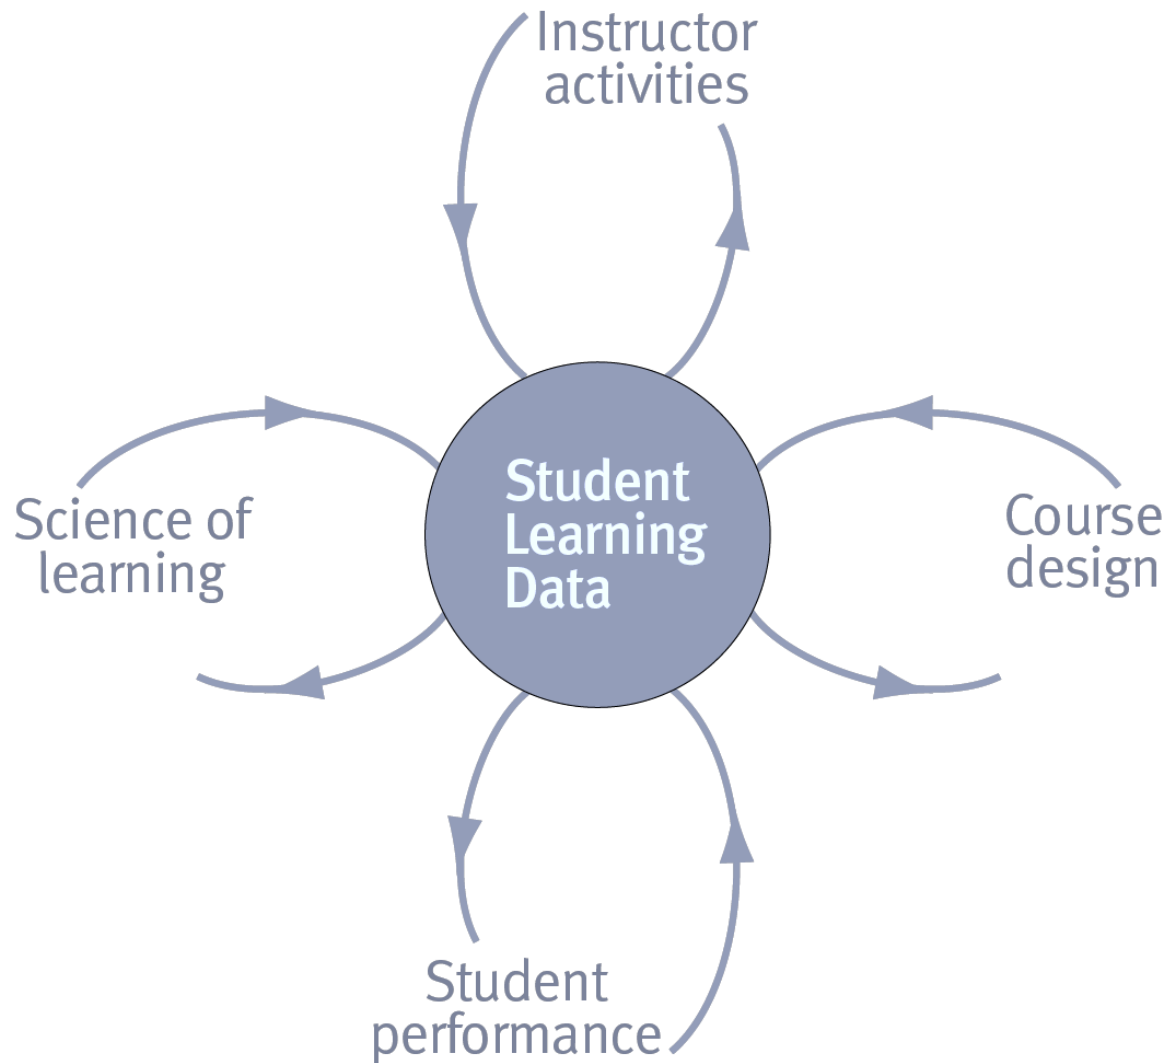 Instructor
activities
Science of
learning
Student
Learning
Data
Course
design
Student
performance